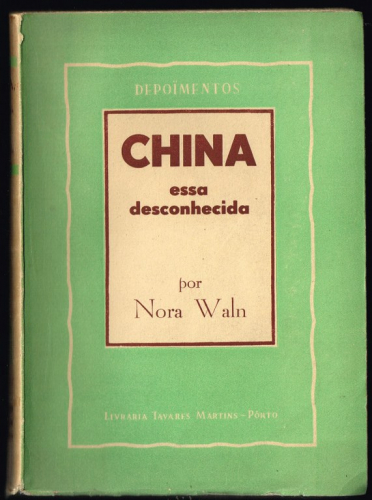 DEPOÏMENTOS
CHINA
essa
desconhecida
por
Nora Waln
LIVRARIA TAVARES MARTINS – PÔRTO